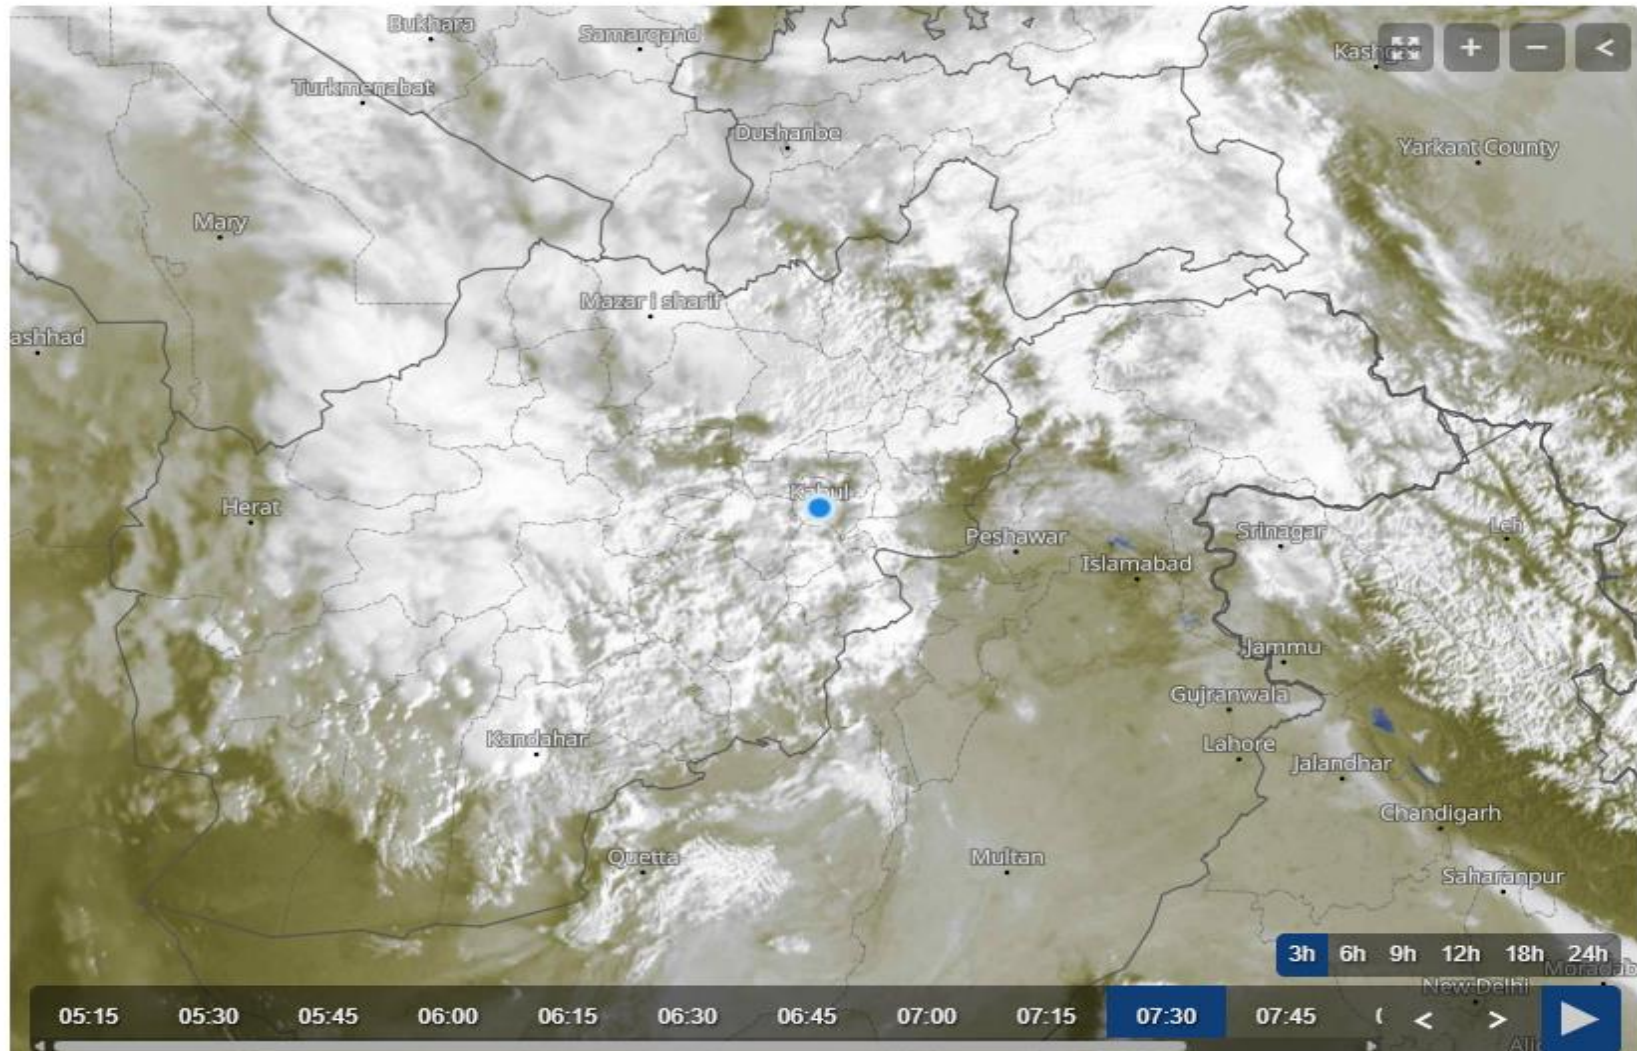 Bukhara
Samarqand
Turkmenabat
Dushanbe
Yarkant County
Mary
Mazar I sharif
ashhad
Herat
Kabul
Peshawar
Islamabad
Srinagar
Leh
Jammu
Gujranwala
Kandahar
Lahore
Jalandhar
Chandigarh
Quetta
Multan
Saharanpur
3h 6h 9h 12h 18h 24h
Moradab
New Delhi
05:15 05:30 05:45 06:00 06:15 06:30 06:45 07:00 07:15 07:30 07:45 < >